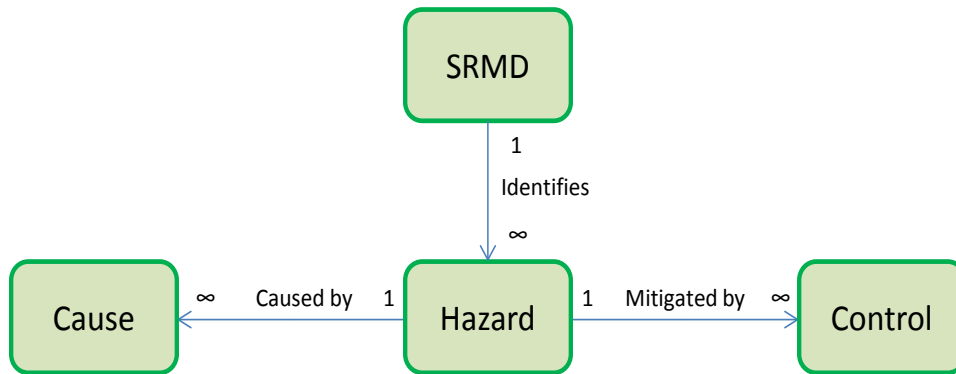 SRMD
1
Identifies
∞
∞ Caused by 1
1 Mitigated by ∞
Cause
Hazard
Control